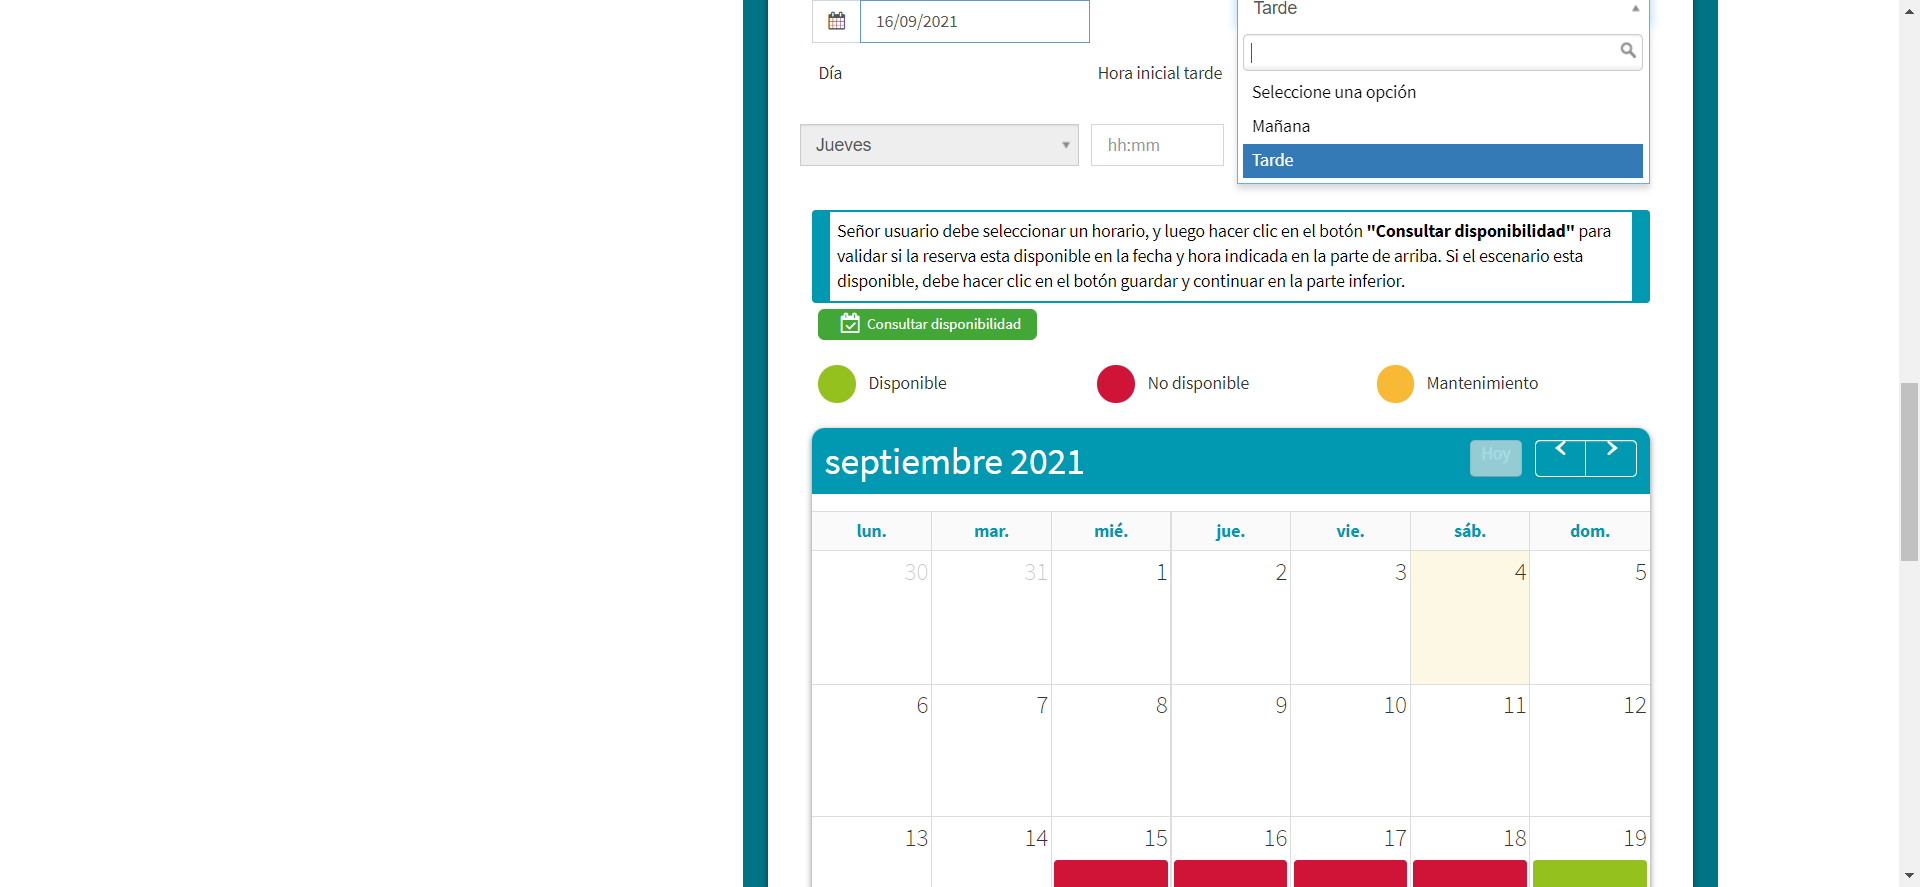 Tarde
16/09/2021
Día
Hora inicial tarde
Seleccione una opción
Mañana
Jueves
hh:mm
Tarde
Señor usuario debe seleccionar un horario, y luego hacer clic en el botón "Consultar disponibilidad" para
validar si la reserva esta disponible en la fecha y hora indicada en la parte de arriba. Si el escenario esta
disponible, debe hacer clic en el botón guardar y continuar en la parte inferior.
Consultar disponibilidad
Disponible
No disponible
Mantenimiento
septiembre 2021
Hoy
lun. mar. mié. jue. vie. sáb. dom.
30 31 1 2 3 4 5
6 7 8 9 10 11 12
13 14 15 16 17 18 19